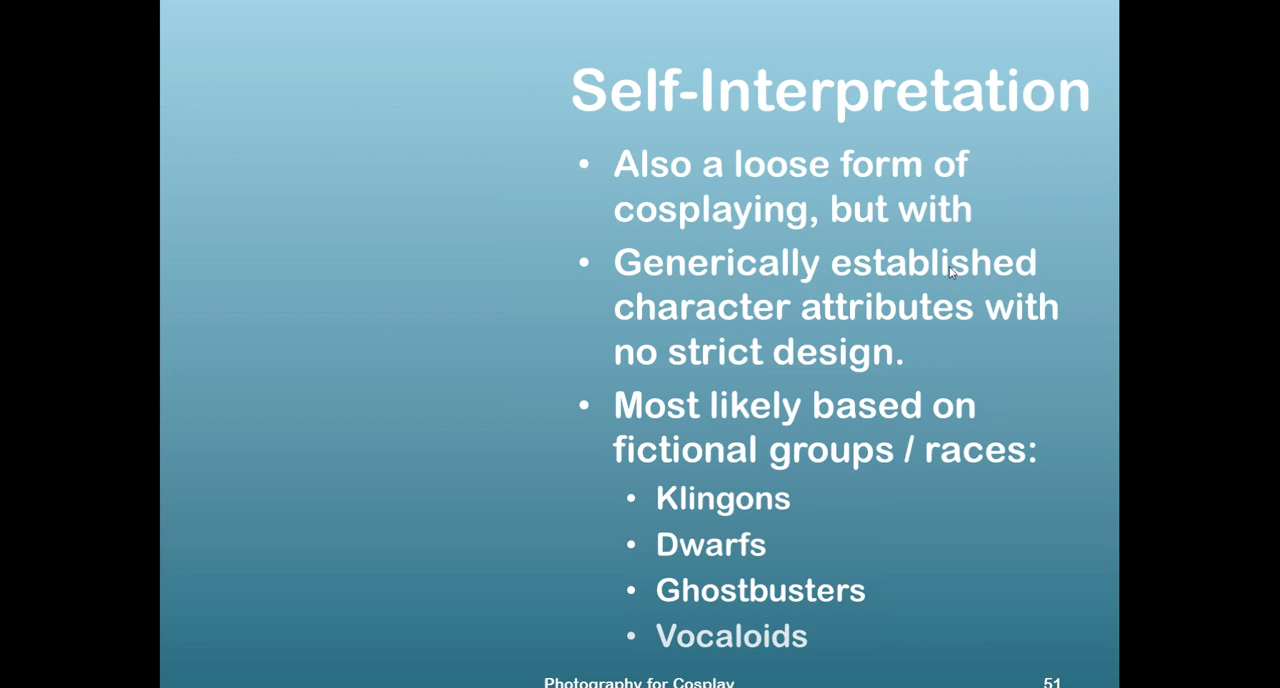 Self-Interpretation
• Also a loose form of
cosplaying, but with
• Generically established
character attributes with
no strict design.
• Most likely based on
fictional groups / races:
• Klingons
• Dwarfs
• Ghostbusters
• Vocaloids
Photography for Cosplay
51